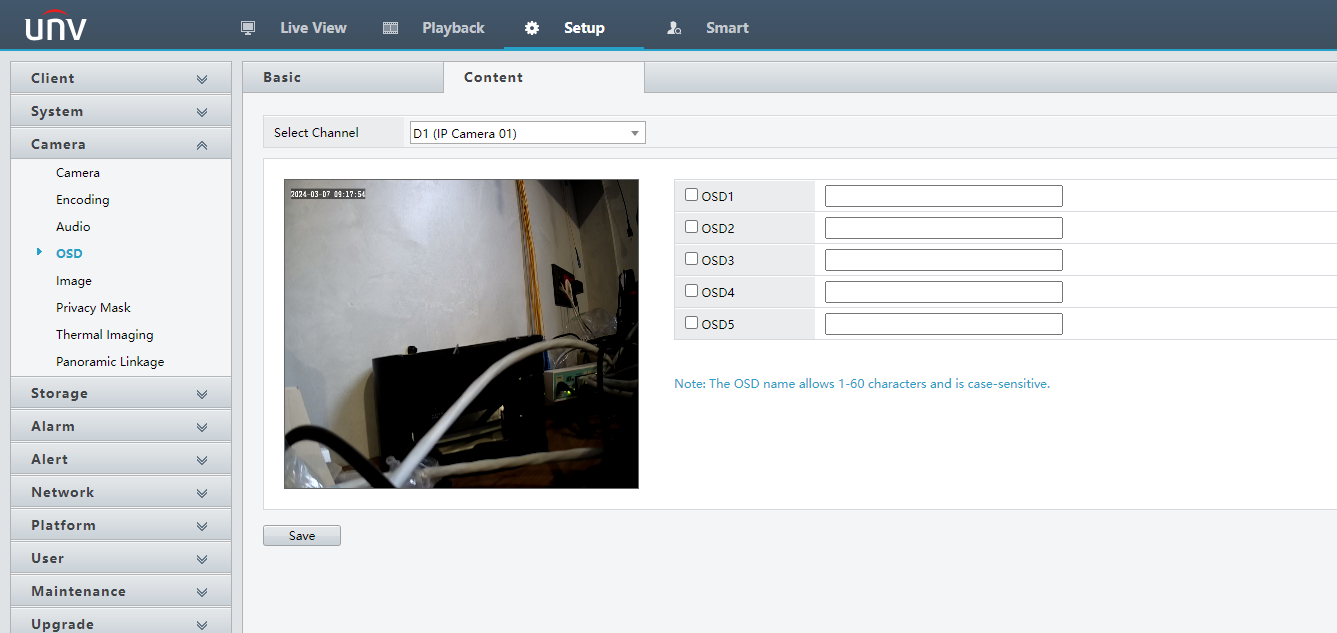 unv
Live View
Playback
Setup
Smart
Client
System
Camera
Camera
Encoding
Audio
OSD
Image
Privacy Mask
Thermal Imaging
Panoramic Linkage
Storage
Alarm
Alert
Network
Platform
User
Maintenance
Upgrade
Basic
Content
Select Channel
D1 (IP Camera 01)
2024-03-07 09:17:54
OSD1
OSD2
OSD3
OSD4
OSD5
Note: The OSD name allows 1-60 characters and is case-sensitive.
Save